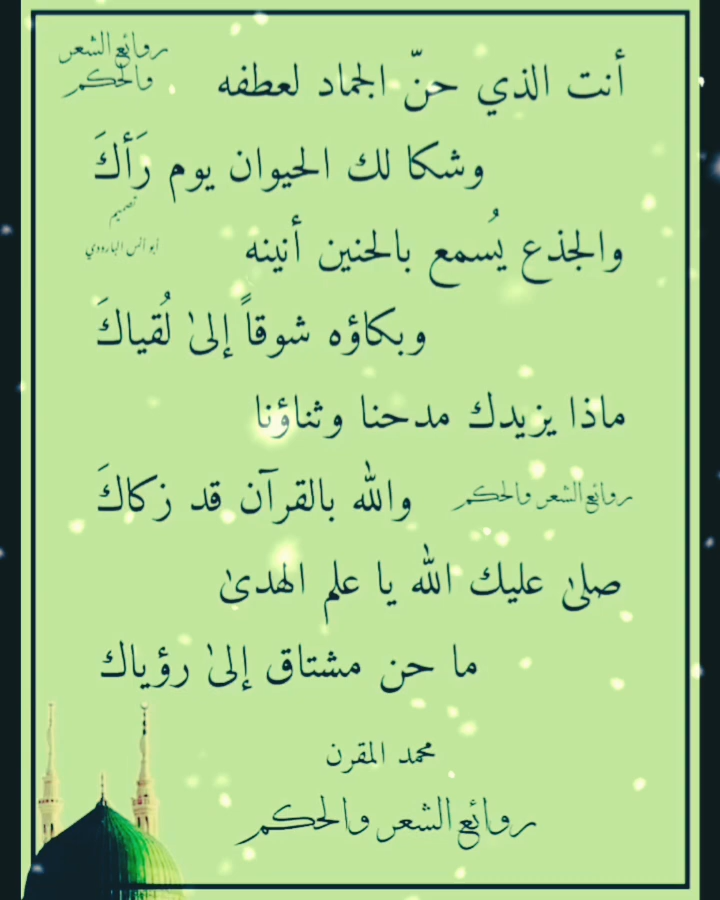 روائع الشعر
والحكم
أنت الذي حنّ الجماد لعطفه
وشكا لك الحيوان يوم رَأكَ
تصميم
أبو أنس البارودي
والجذع يُسمع بالحنين أنينه
وبكاؤه شوقاً إلىٰ لُقياكَ
ماذا يزيدك مدحنا وثناؤنا
روائع الشعر والحكم
والله بالقرآن قد زكاكَ
صلىٰ عليك الله يا علم الهدىٰ
ما حن مشتاق إلىٰ رؤياك
محمد المقرن
روائع الشعر والحكم